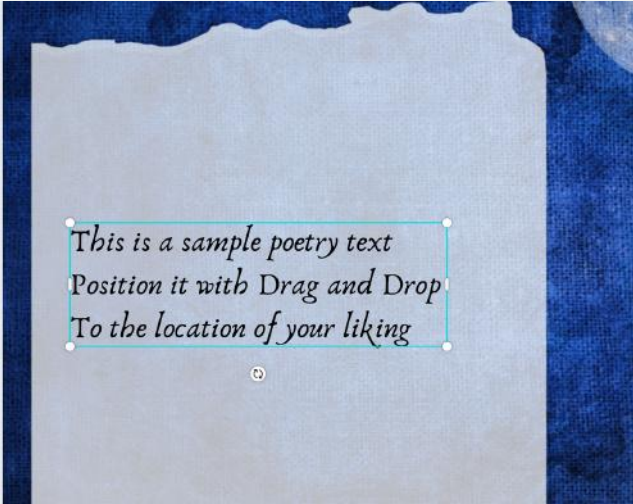 This is a sample poetry text
Position it with Drag and Drop
To the location of your liking